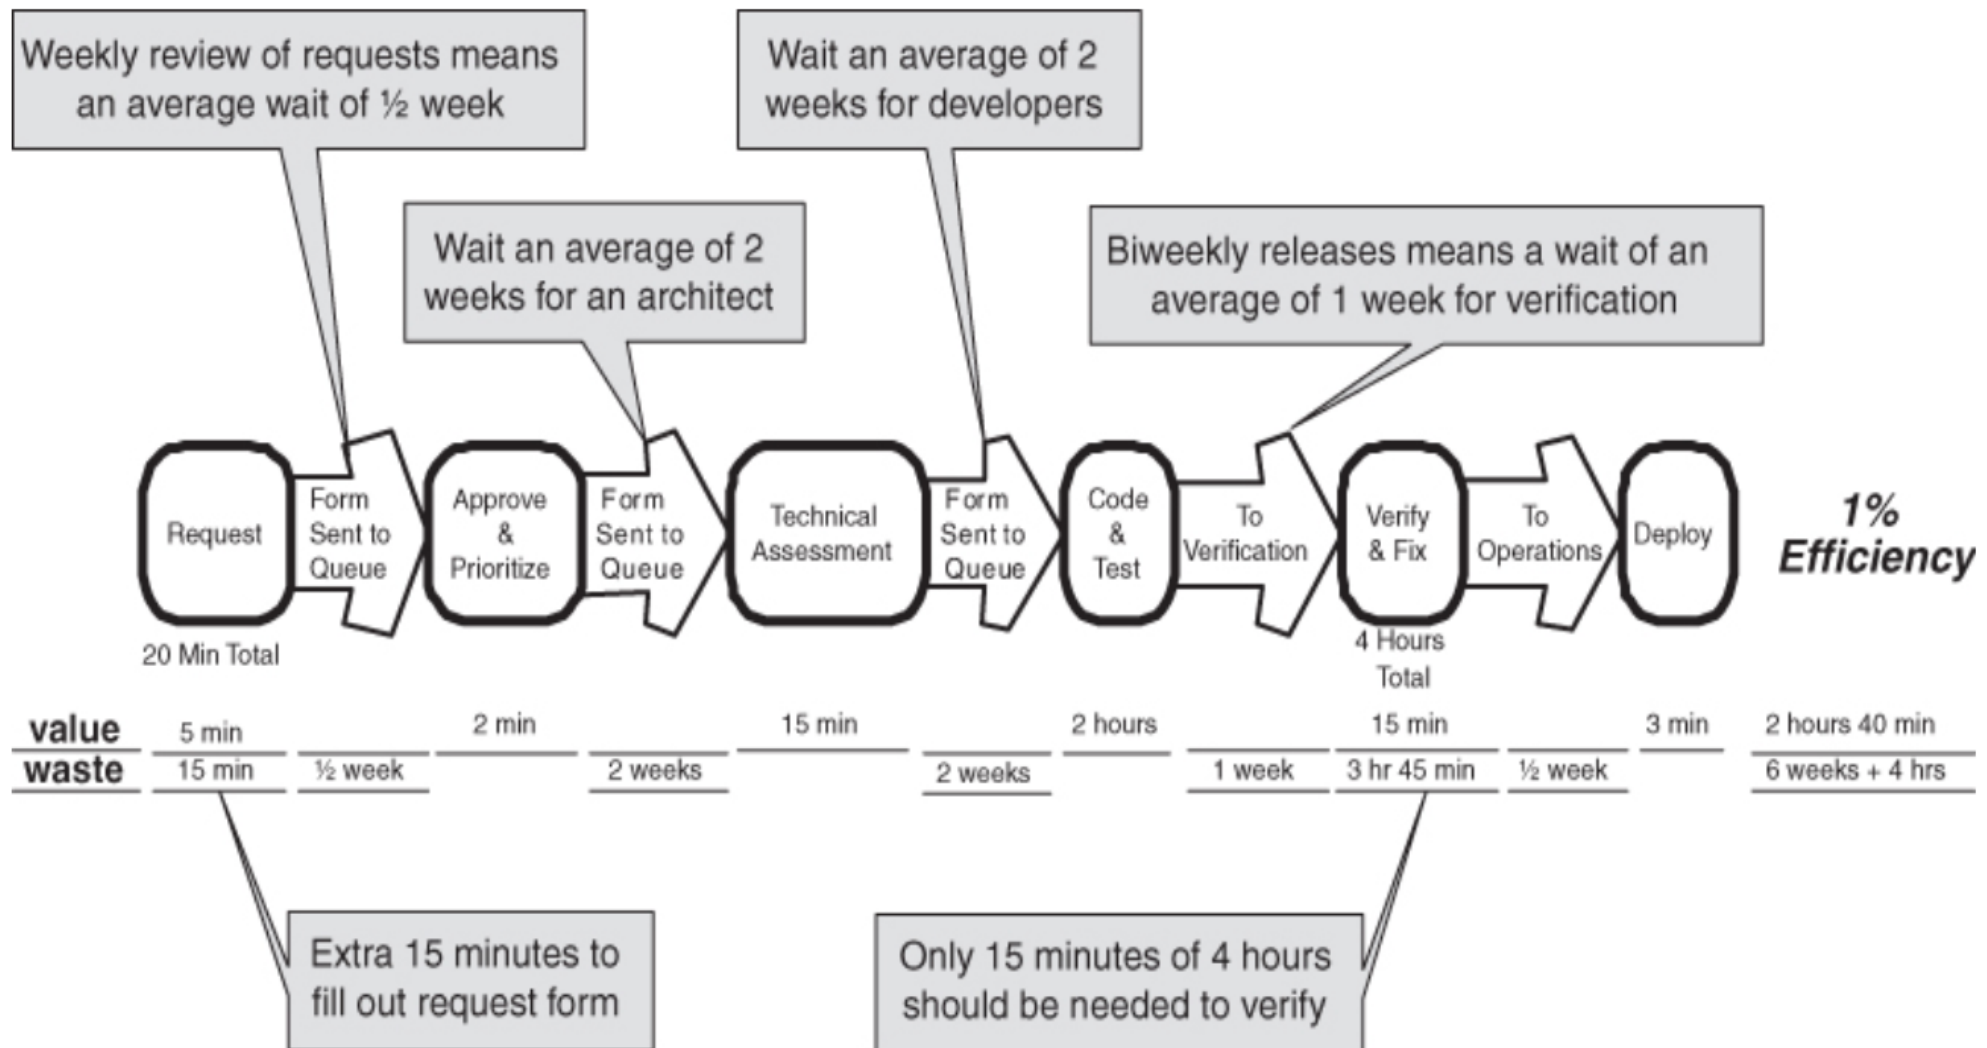 Weekly review of requests means
an average wait of ½ week
Wait an average of 2
weeks for developers
Wait an average of 2
weeks for an architect
Biweekly releases means a wait of an
average of 1 week for verification
Request
Form
Sent to
Queue
Approve
&
Prioritize
Form
Sent to
Queue
Technical
Assessment
Form
Sent to
Queue
Code
&
Test
To
Verification
Verify
& Fix
To
Operations
Deploy
1%
Efficiency
20 Min Total
4 Hours
Total
value 5 min 2 min 15 min 2 hours 15 min 3 min 2 hours 40 min
waste 15 min ½ week 2 weeks 2 weeks 1 week 3 hr 45 min ½ week 6 weeks + 4 hrs
Extra 15 minutes to
fill out request form
Only 15 minutes of 4 hours
should be needed to verify